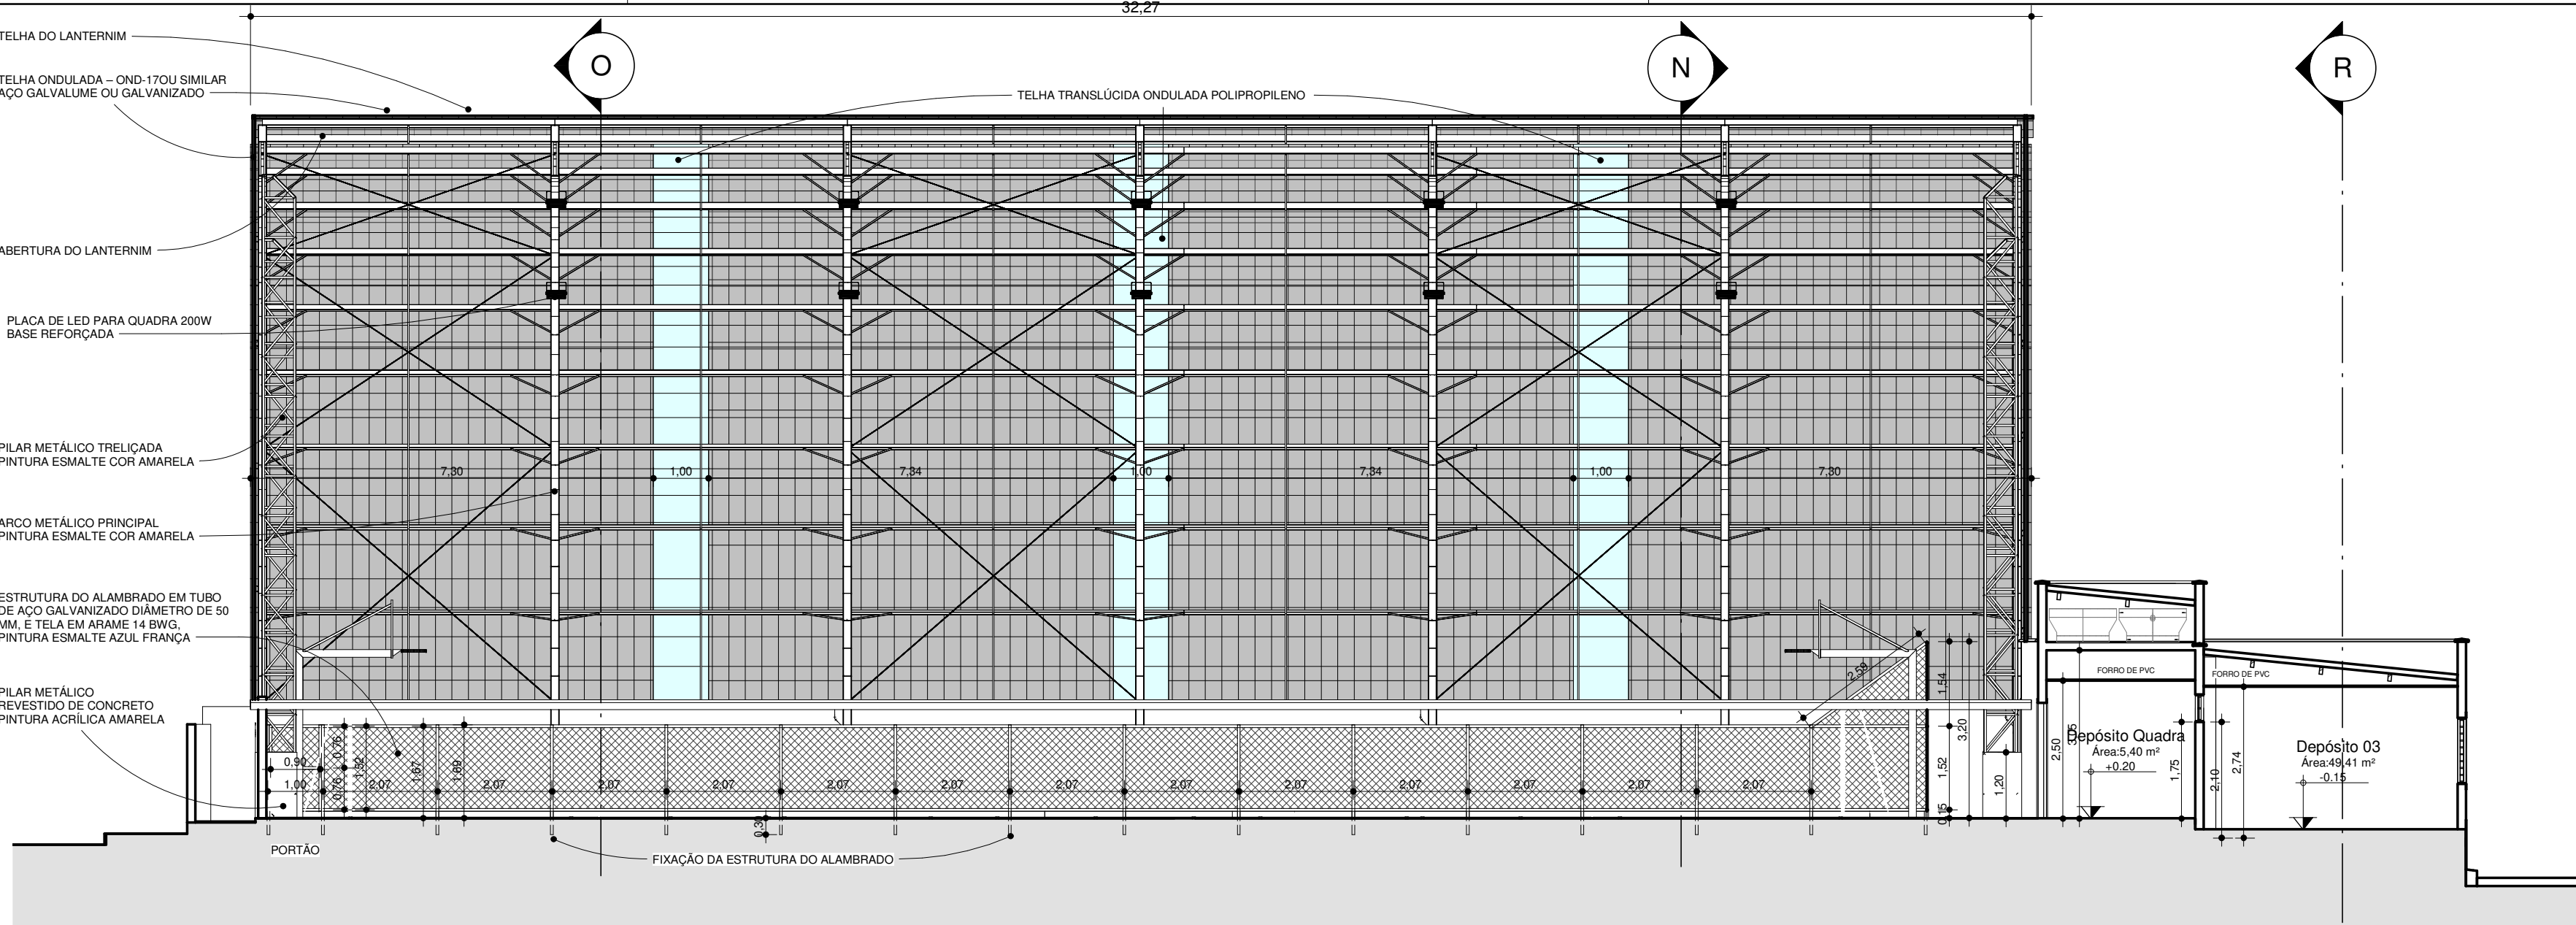 32,27
TELHA DO LANTERNIM
O
N
R
TELHA ONDULADA – OND-17OU SIMILAR
AÇO GALVALUME OU GALVANIZADO
TELHA TRANSLÚCIDA ONDULADA POLIPROPILENO
ABERTURA DO LANTERNIM
PLACA DE LED PARA QUADRA 200W
BASE REFORÇADA
PILAR METÁLICO TRELIÇADA
PINTURA ESMALTE COR AMARELA
7,30
1,00
7,34
1,00
7,34
1,00
7,30
ARCO METÁLICO PRINCIPAL
PINTURA ESMALTE COR AMARELA
ESTRUTURA DO ALAMBRADO EM TUBO
DE AÇO GALVANIZADO DIÂMETRO DE 50
MM, E TELA EM ARAME 14 BWG,
PINTURA ESMALTE AZUL FRANÇA
PILAR METÁLICO
REVESTIDO DE CONCRETO
PINTURA ACRÍLICA AMARELA
2,59
1,54
3,20
1,52
0,15
1,20
FORRO DE PVC
FORRO DE PVC
0,90
1,00
0,76
0,76
1,52
1,67
1,69
2,07
2,07
2,07
2,07
2,07
2,07
2,07
2,07
2,07
2,07
2,07
2,07
2,07
0,30
2,50
Depósito Quadra
Área:5,40 m²
+0.20
1,75
2,10
2,74
Depósito 03
Área:49,41 m²
-0.15
PORTÃO
FIXAÇÃO DA ESTRUTURA DO ALAMBRADO